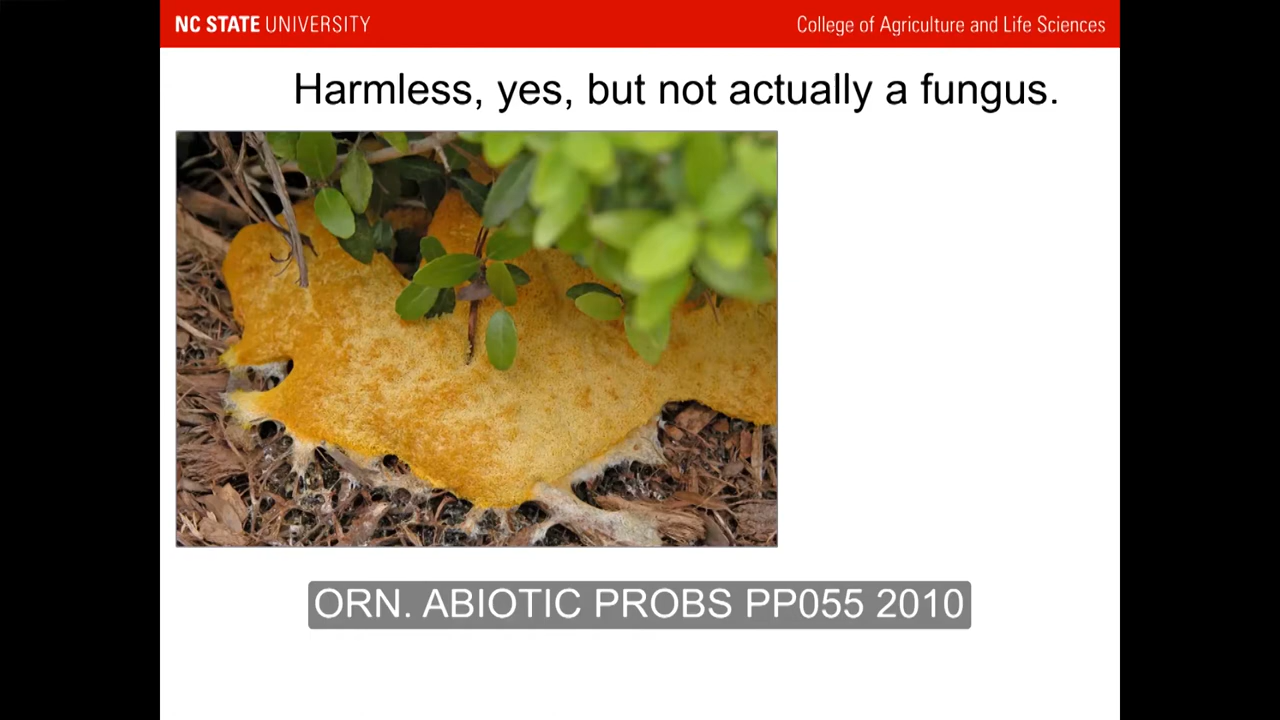 NC STATE UNIVERSITY
College of Agriculture and Life Sciences
Harmless, yes, but not actually a fungus.
ORN. ABIOTIC PROBS PP055 2010